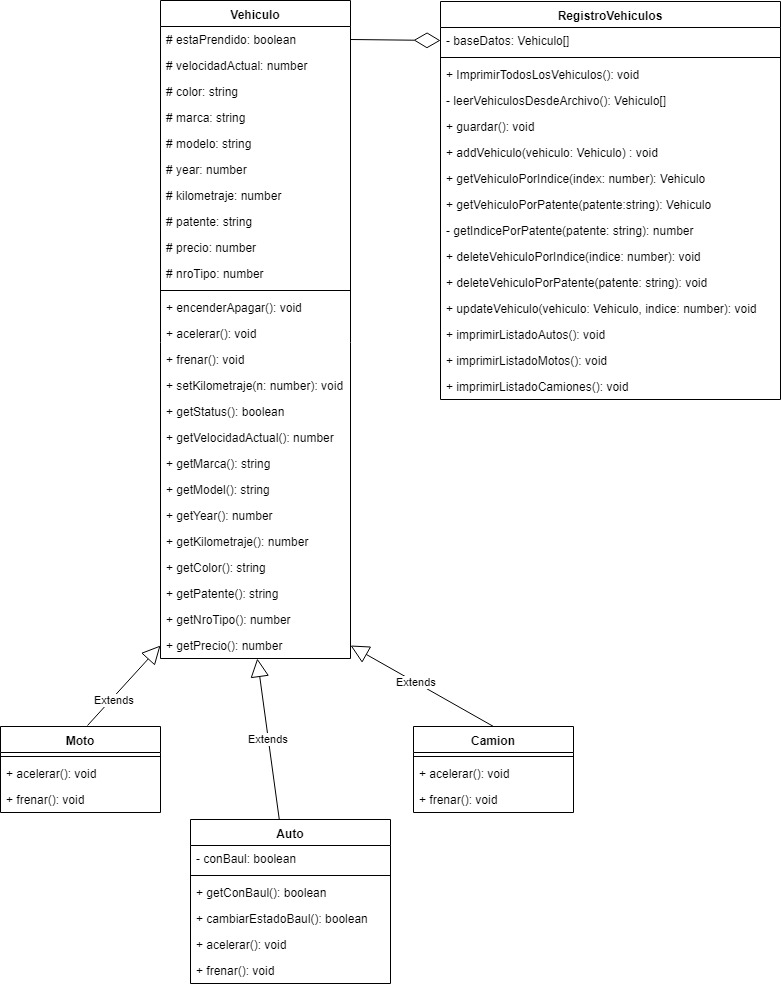 Vehiculo
# estaPrendido: boolean
# velocidadActual: number
# color: string
# marca: string
# modelo: string
# year: number
# kilometraje: number
# patente: string
# precio: number
# nroTipo: number
+ encenderApagar(): void
+ acelerar(): void
+ frenar(): void
+ setKilometraje(n: number): void
+ getStatus(): boolean
+ getVelocidadActual(): number
+ getMarca(): string
+ getModel(): string
+ getYear(): number
+ getKilometraje(): number
+ getColor(): string
+ getPatente(): string
+ getNroTipo(): number
+ getPrecio(): number
RegistroVehiculos
- baseDatos: Vehiculo[]
+ ImprimirTodosLosVehiculos(): void
- leerVehiculosDesdeArchivo(): Vehiculo[]
+ guardar(): void
+ addVehiculo(vehiculo: Vehiculo) : void
+ getVehiculoPorIndice(index: number): Vehiculo
+ getVehiculoPorPatente(patente:string): Vehiculo
- getIndicePorPatente(patente: string): number
+ deleteVehiculoPorIndice(indice: number): void
+ deleteVehiculoPorPatente(patente: string): void
+ updateVehiculo(vehiculo: Vehiculo, indice: number): void
+ imprimirListadoAutos(): void
+ imprimirListadoMotos(): void
+ imprimirListadoCamiones(): void
Extends
Extends
Extends
Moto
+ acelerar(): void
+ frenar(): void
Auto
- conBaul: boolean
+ getConBaul(): boolean
+ cambiarEstadoBaul(): boolean
+ acelerar(): void
+ frenar(): void
Camion
+ acelerar(): void
+ frenar(): void